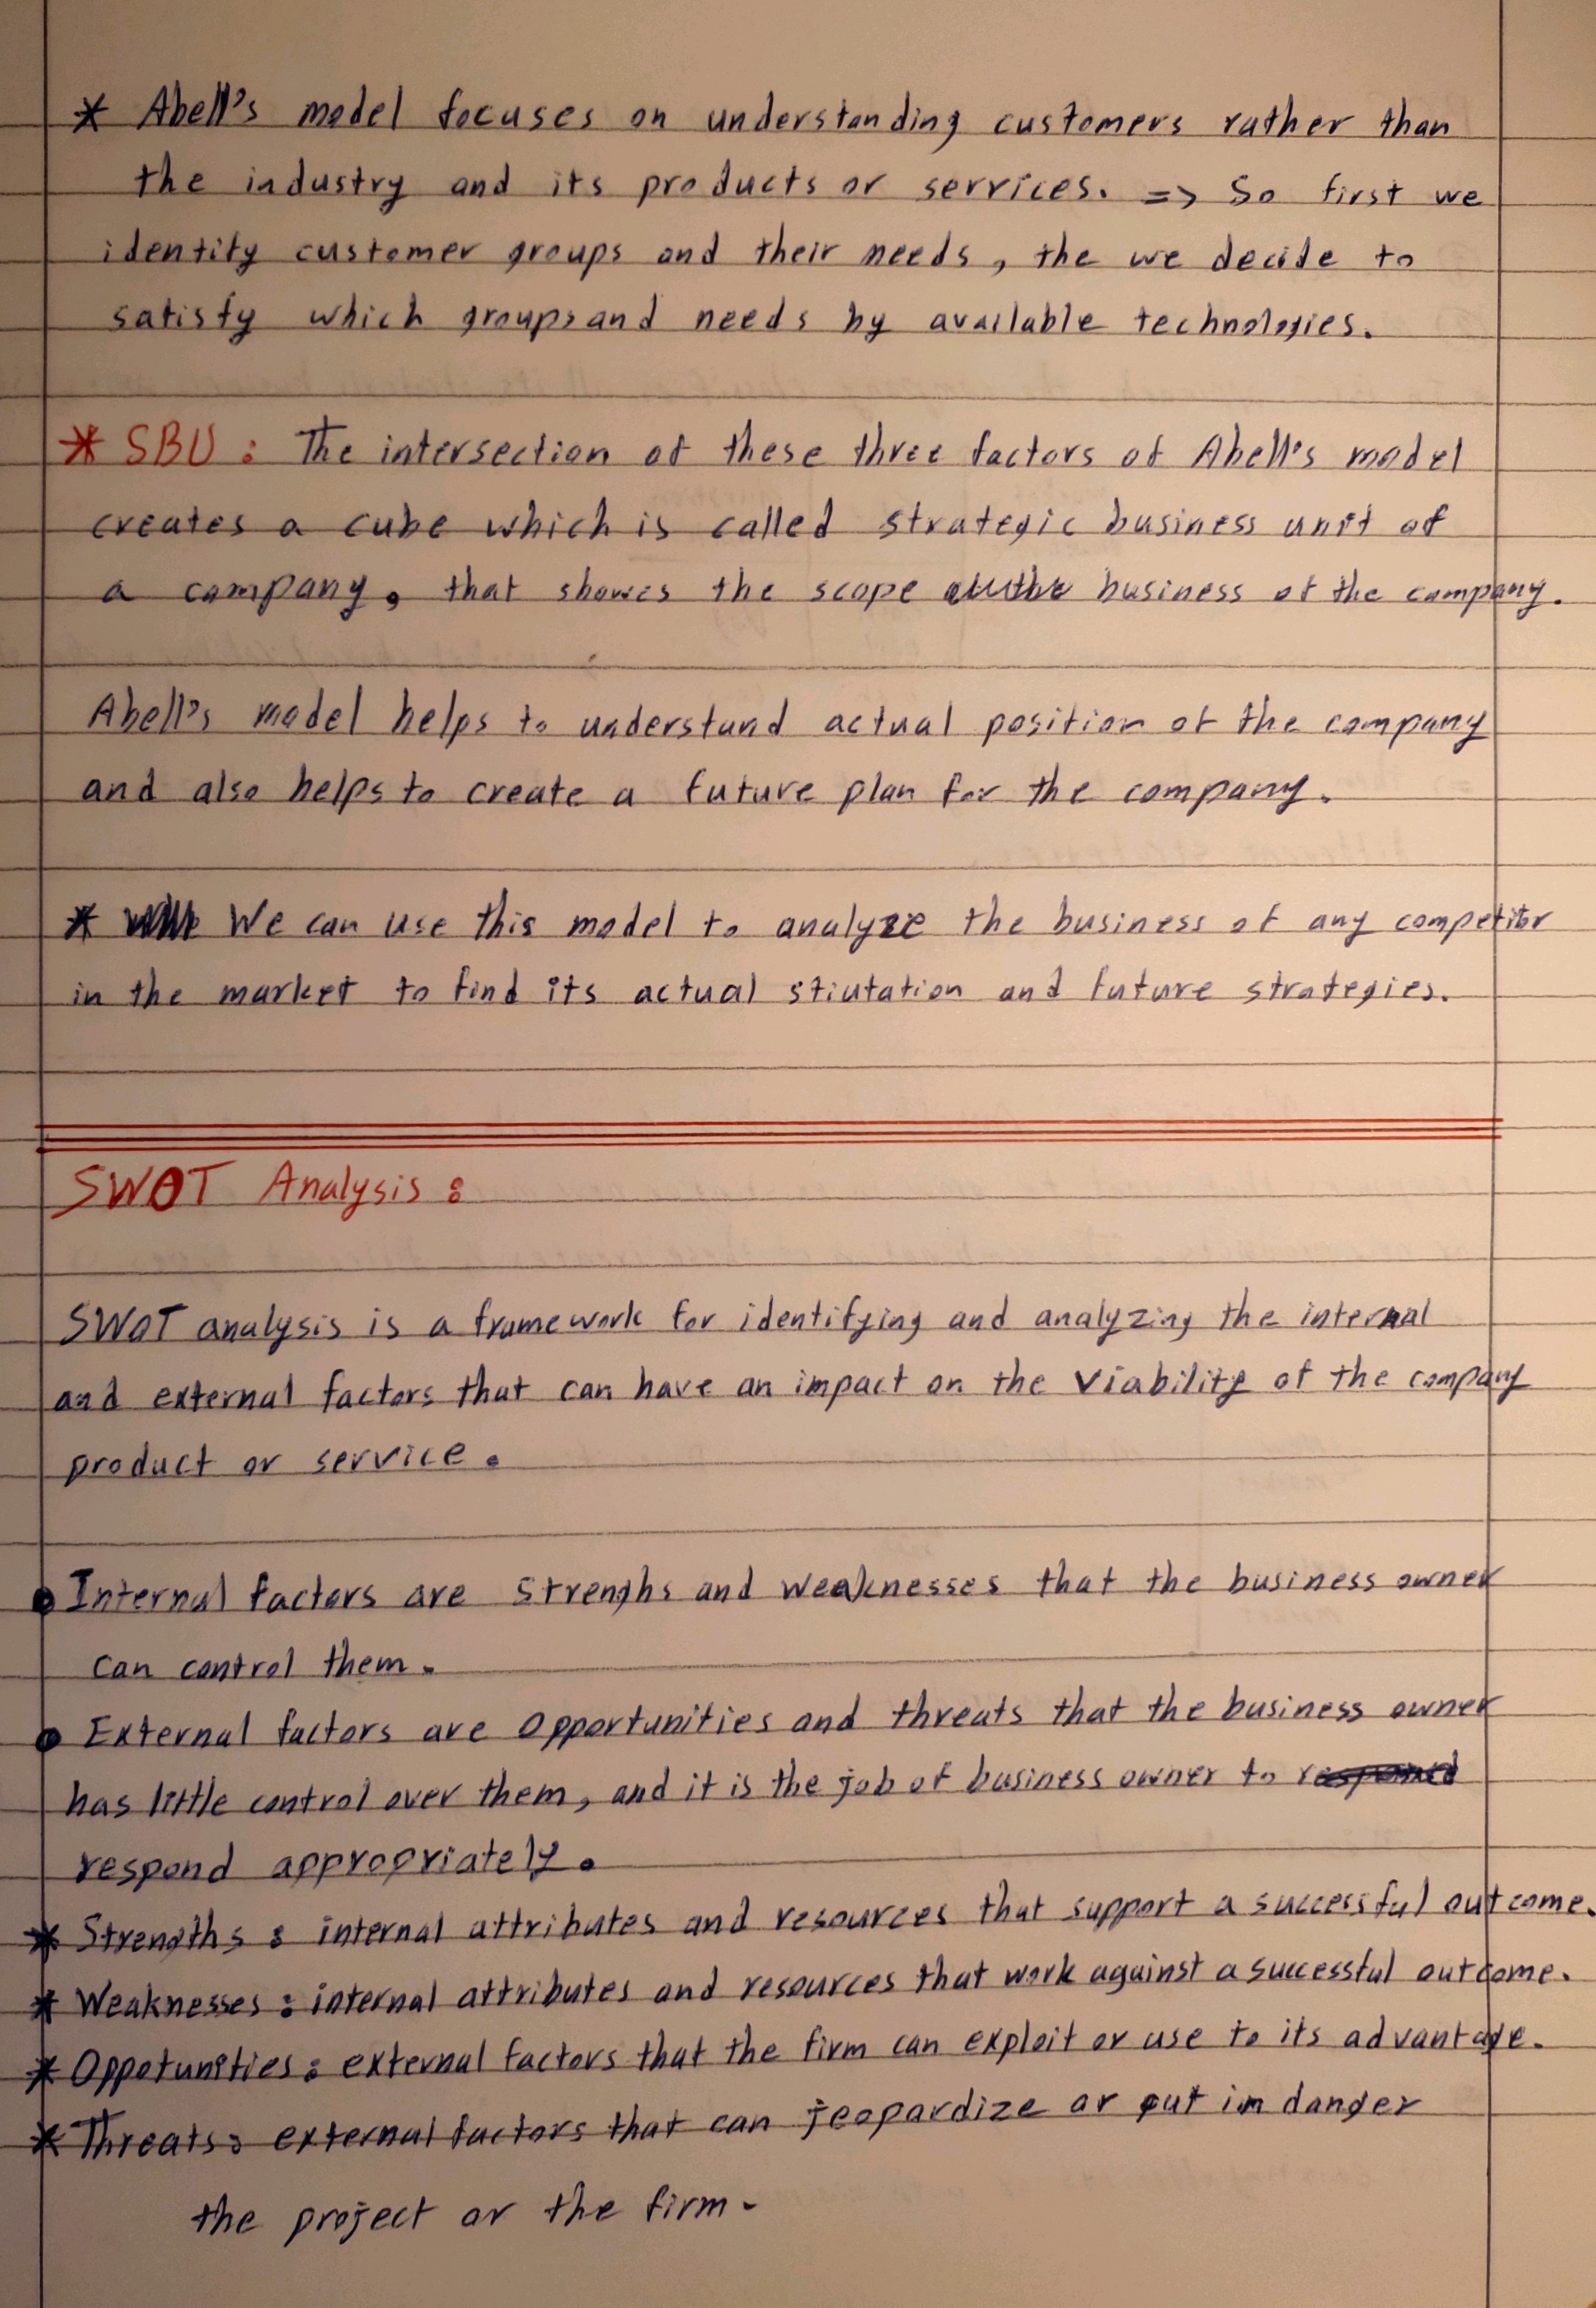 * Abell's model focuses on understanding customers rather than
the industry and its products or services. => So first we
identify customer groups and their needs, the we decide to
satisfy which groups and needs by available technologies.
* SBU : The intersection of these three factors of Abell's model
creates a cube which is called strategic business unit of
a company, that showes the scope business of the company.
Abell's model helps to understand actual position of the company
and also helps to create a future plan for the company.
* We can use this model to analyze the business of any competitor
in the market to find its actual stiutation and future strategies.
SWOT Analysis :
SWOT analysis is a framework for identifying and analyzing the internal
and external factors that can have an impact on the viability of the company
product or service.
• Internal factors are strenghs and weaknesses that the business owner
can control them.
• External factors are opportunities and threats that the business owner
has little control over them, and it is the job of business owner to
respond appropriately.
* Strengths : internal attributes and resources that support a successful outcome.
* Weaknesses : internal attributes and resources that work against a successful outcome.
* Oppotunities : external factors that the firm can exploit or use to its advantage.
* Threats : external factors that can jeopardize or put in danger
the project or the firm.